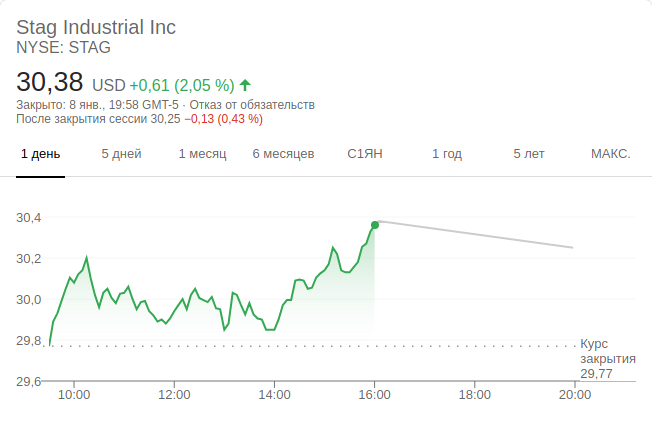 Stag Industrial Inc
NYSE: STAG
30,38 USD +0,61 (2,05 %)
Закрыто: 8 янв., 19:58 GMT-5 · Отказ от обязательств
После закрытия сессии 30,25 −0,13 (0,43 %)
1 день 5 дней 1 месяц 6 месяцев С1ЯН 1 год 5 лет МАКС.
30,4
30,2
30,0
29,8
Курс
закрытия
29,77
29,6
10:00 12:00 14:00 16:00 18:00 20:00